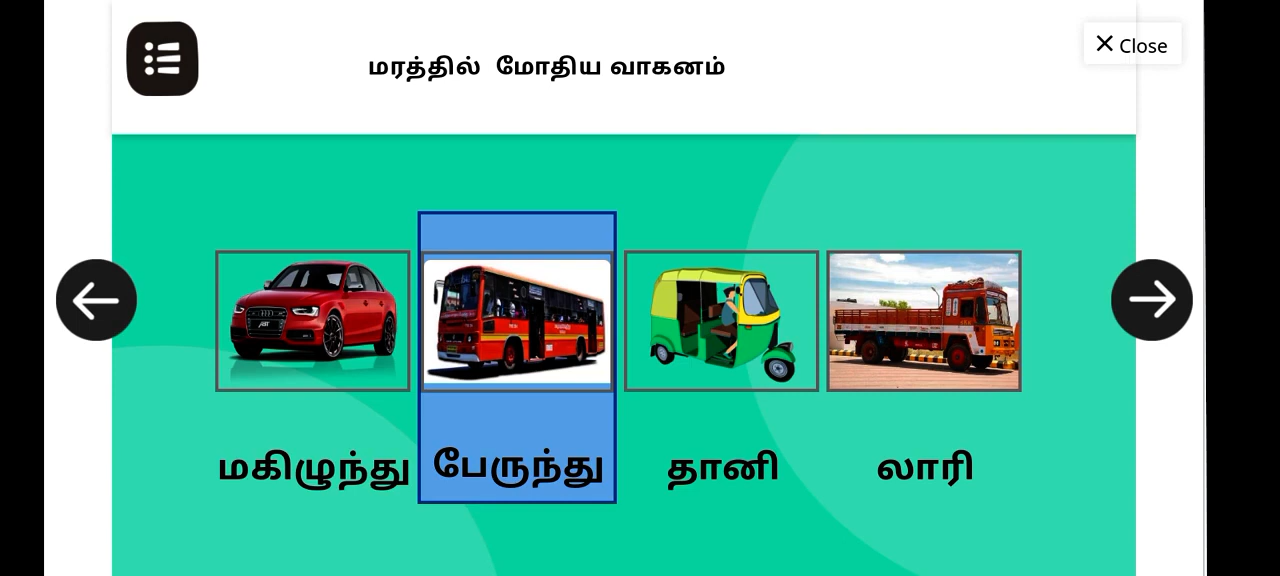 மரத்தில் மோதிய வாகனம்
Close
மகிழுந்து
பேருந்து
தானி
லாரி